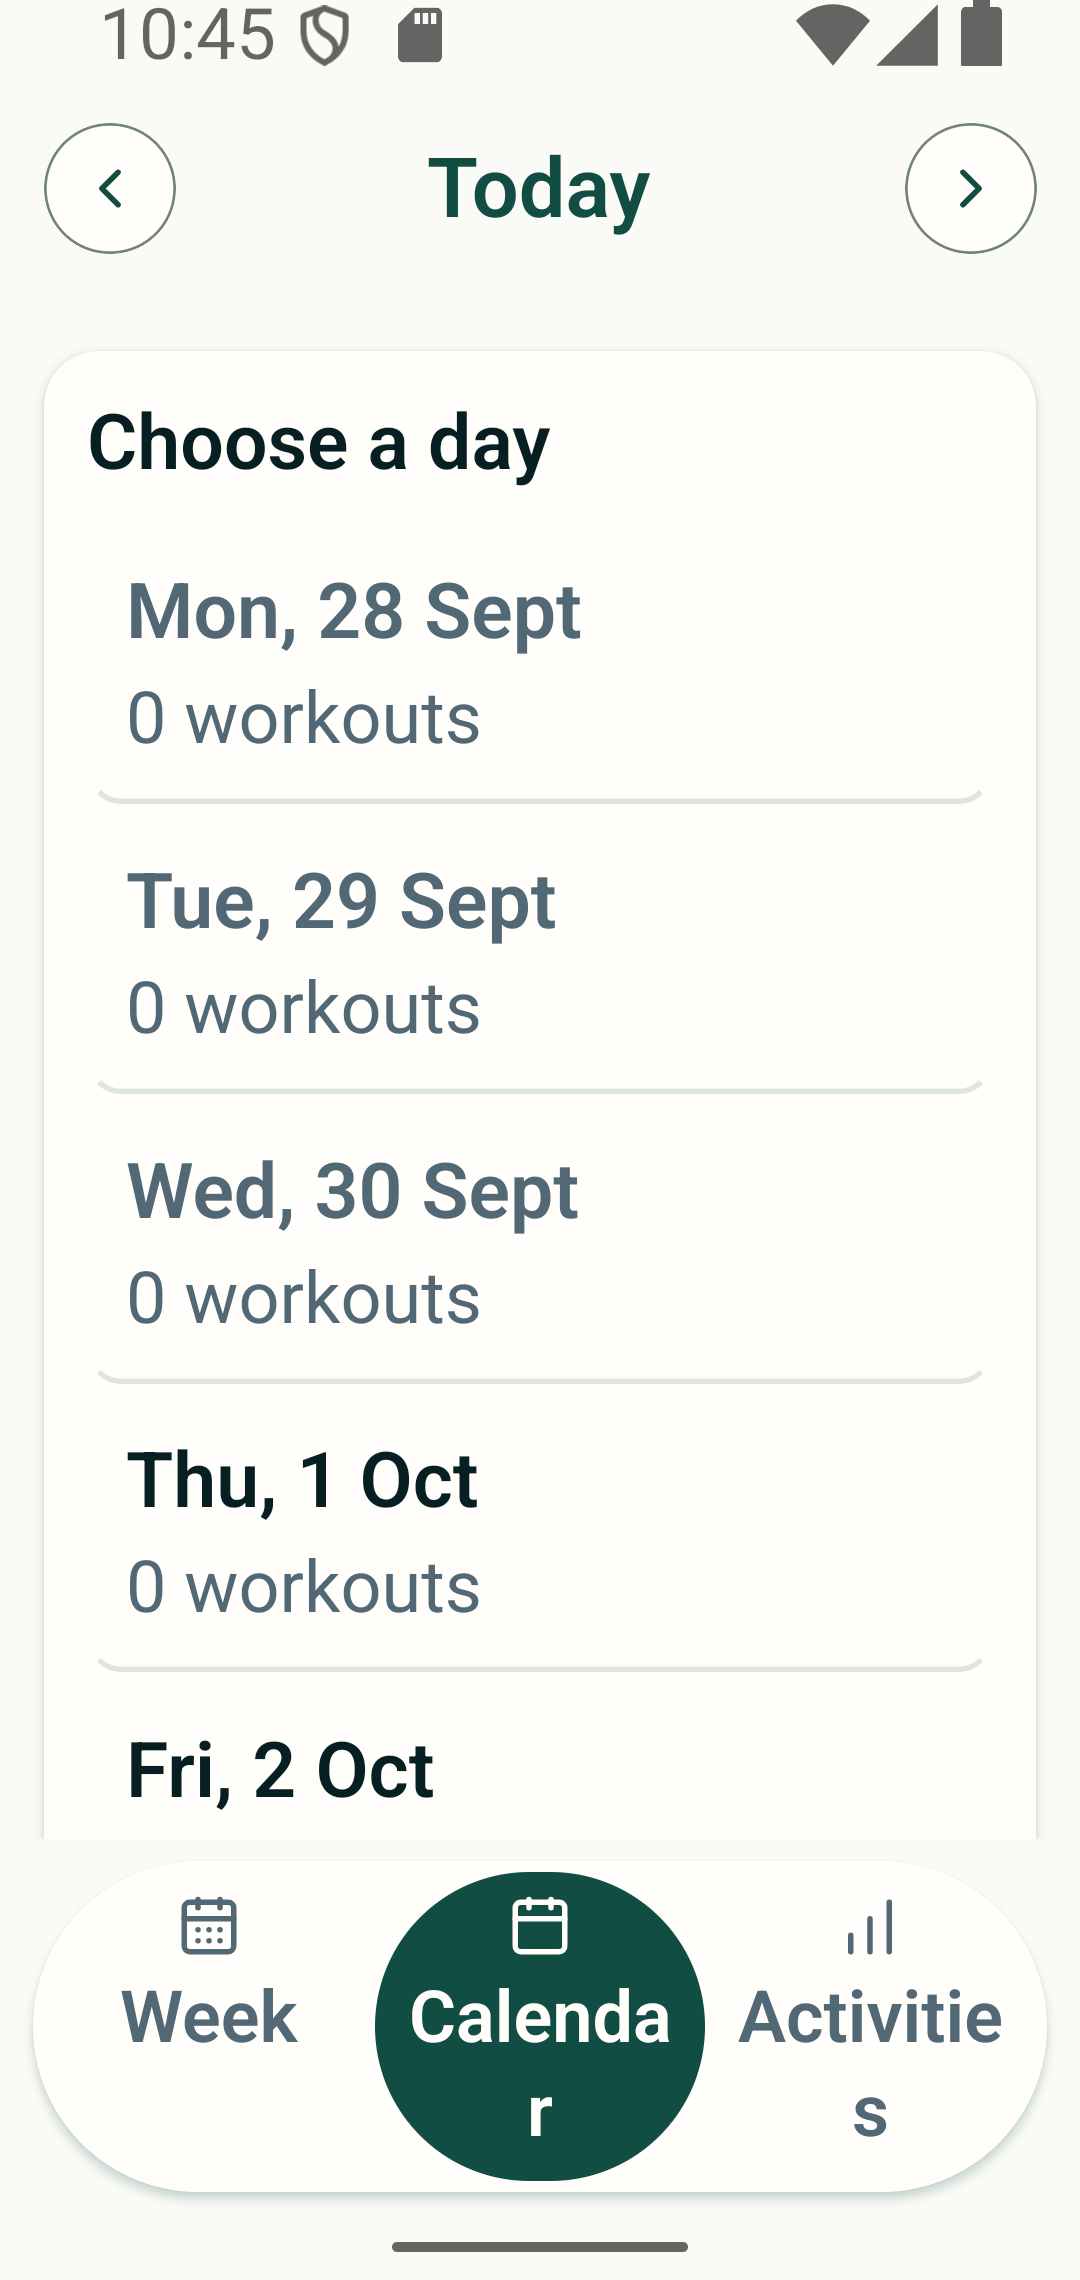 10:45
Today
Choose a day
Mon, 28 Sept
0 workouts
Tue, 29 Sept
0 workouts
Wed, 30 Sept
0 workouts
Thu, 1 Oct
0 workouts
Fri, 2 Oct
Week
Calenda
r
Activitie
s